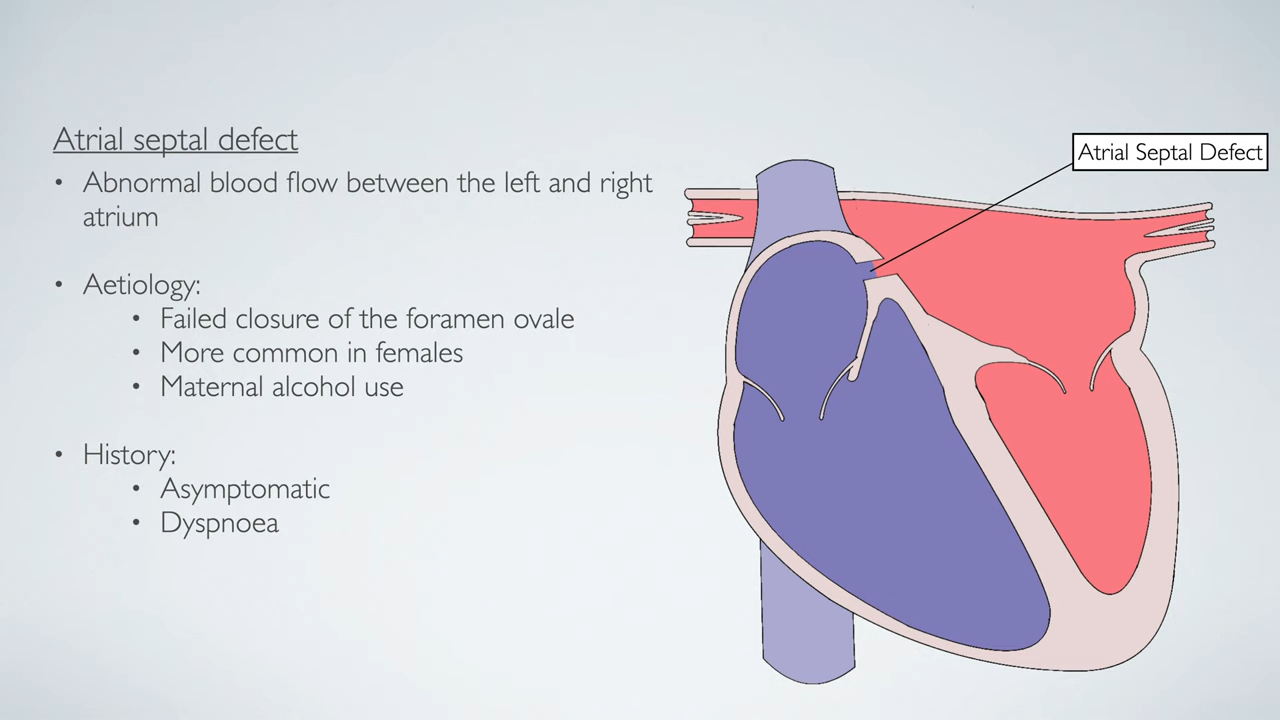 Atrial septal defect
• Abnormal blood flow between the left and right
atrium
• Aetiology:
• Failed closure of the foramen ovale
• More common in females
• Maternal alcohol use
• History:
• Asymptomatic
• Dyspnoea
Atrial Septal Defect